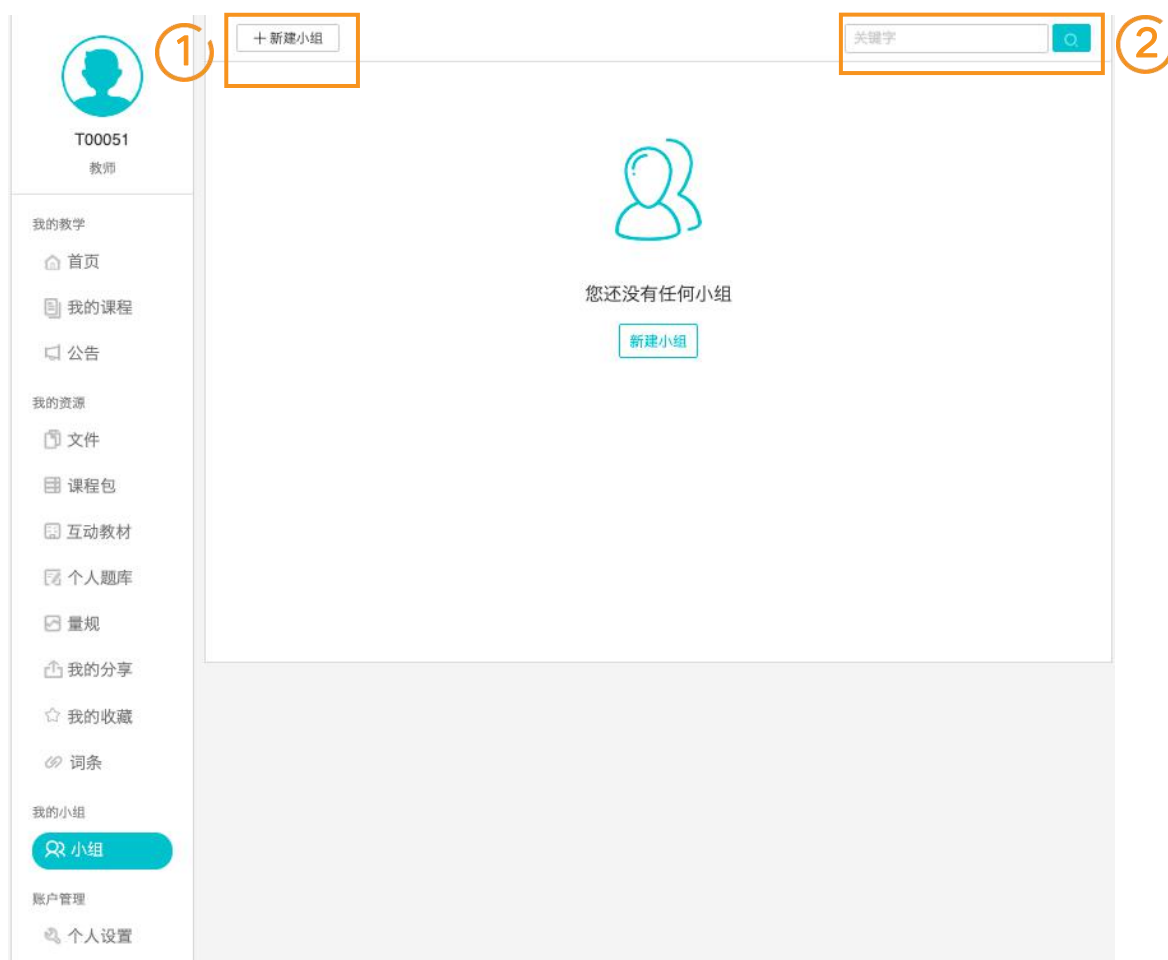 ①
＋新建小组
关键字
②
T00051
教师
我的教学
首页
我的课程
公告
我的资源
文件
课程包
互动教材
个人题库
量规
我的分享
我的收藏
词条
我的小组
小组
账户管理
个人设置
您还没有任何小组
新建小组